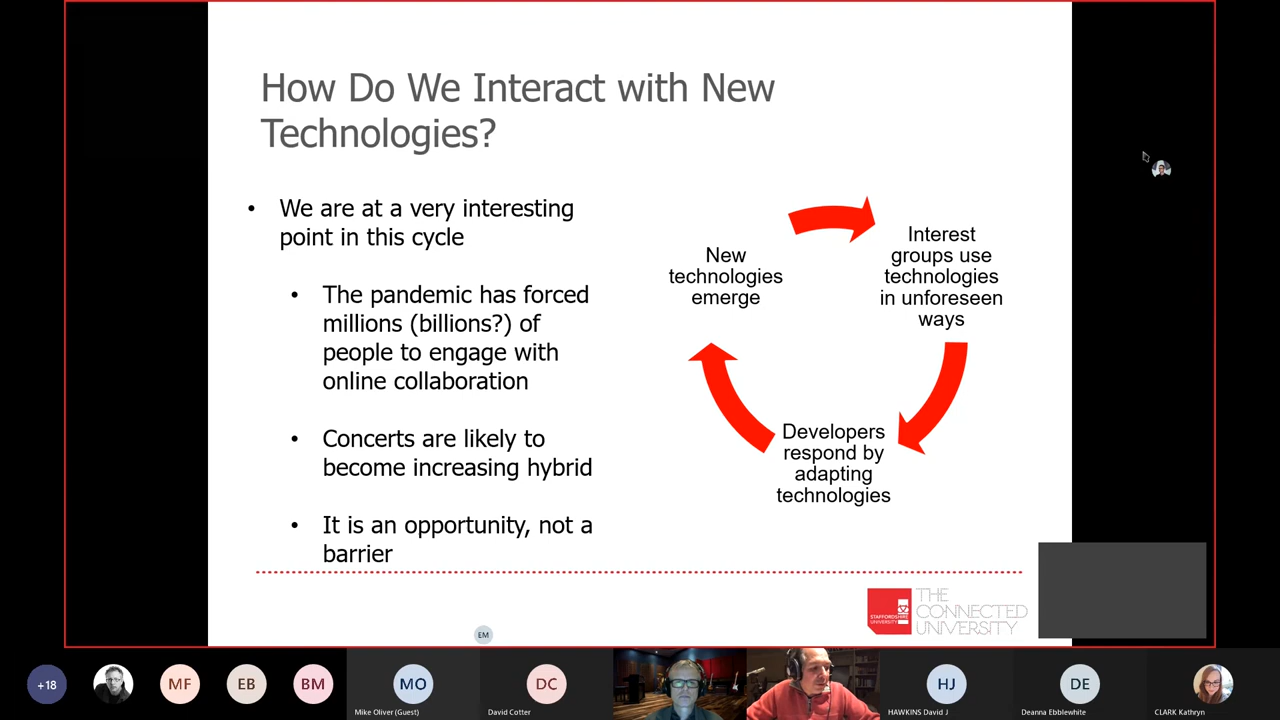 How Do We Interact with New
Technologies?
• We are at a very interesting
point in this cycle
• The pandemic has forced
millions (billions?) of
people to engage with
online collaboration
• Concerts are likely to
become increasing hybrid
• It is an opportunity, not a
barrier
New
technologies
emerge
Interest
groups use
technologies
in unforeseen
ways
Developers
respond by
adapting
technologies
STAFFORDSHIRE
UNIVERSITY
THE
CONNECTED
UNIVERSITY
EM
+18
MF
EB
BM
MO
Mike Oliver (Guest)
DC
David Cotter
HJ
HAWKINS David J
DE
Deanna Ebblewhite
CLARK Kathryn